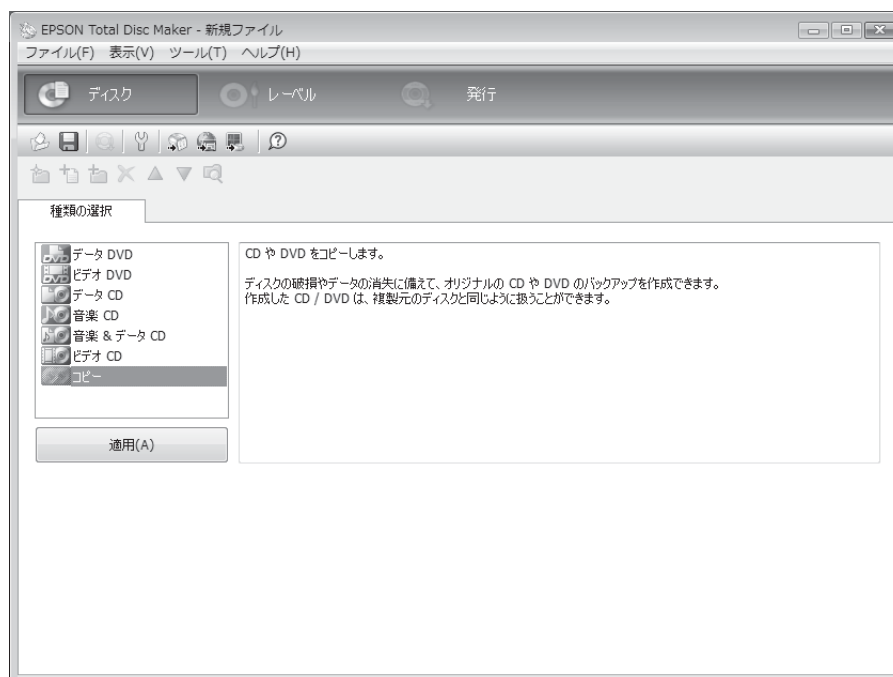 EPSON Total Disc Maker - 新規ファイル
ファイル(F) 表示(V) ツール(T) ヘルプ(H)
ディスク レーベル 発行
種類の選択
データ DVD
ビデオ DVD
データ CD
音楽 CD
音楽 & データ CD
ビデオ CD
コピー
適用(A)
CD や DVD をコピーします。
ディスクの破損やデータの消失に備えて、オリジナルの CD や DVD のバックアップを作成できます。
作成した CD / DVD は、複製元のディスクと同じように扱うことができます。